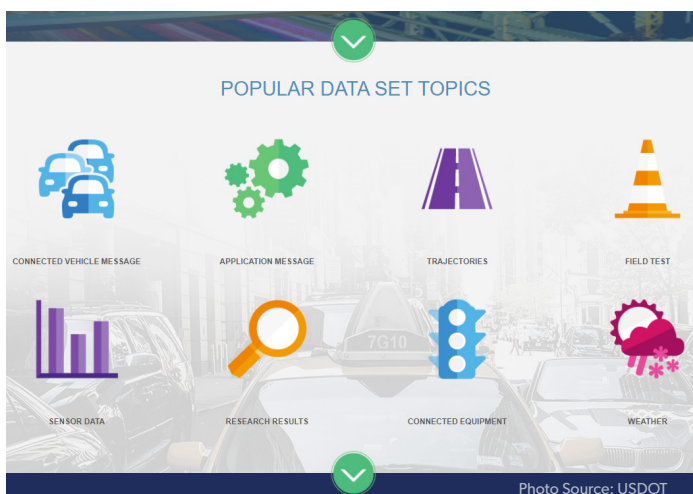 POPULAR DATA SET TOPICS
CONNECTED VEHICLE MESSAGE
APPLICATION MESSAGE
TRAJECTORIES
FIELD TEST
7G10
SENSOR DATA
RESEARCH RESULTS
CONNECTED EQUIPMENT
WEATHER
Photo Source: USDOT